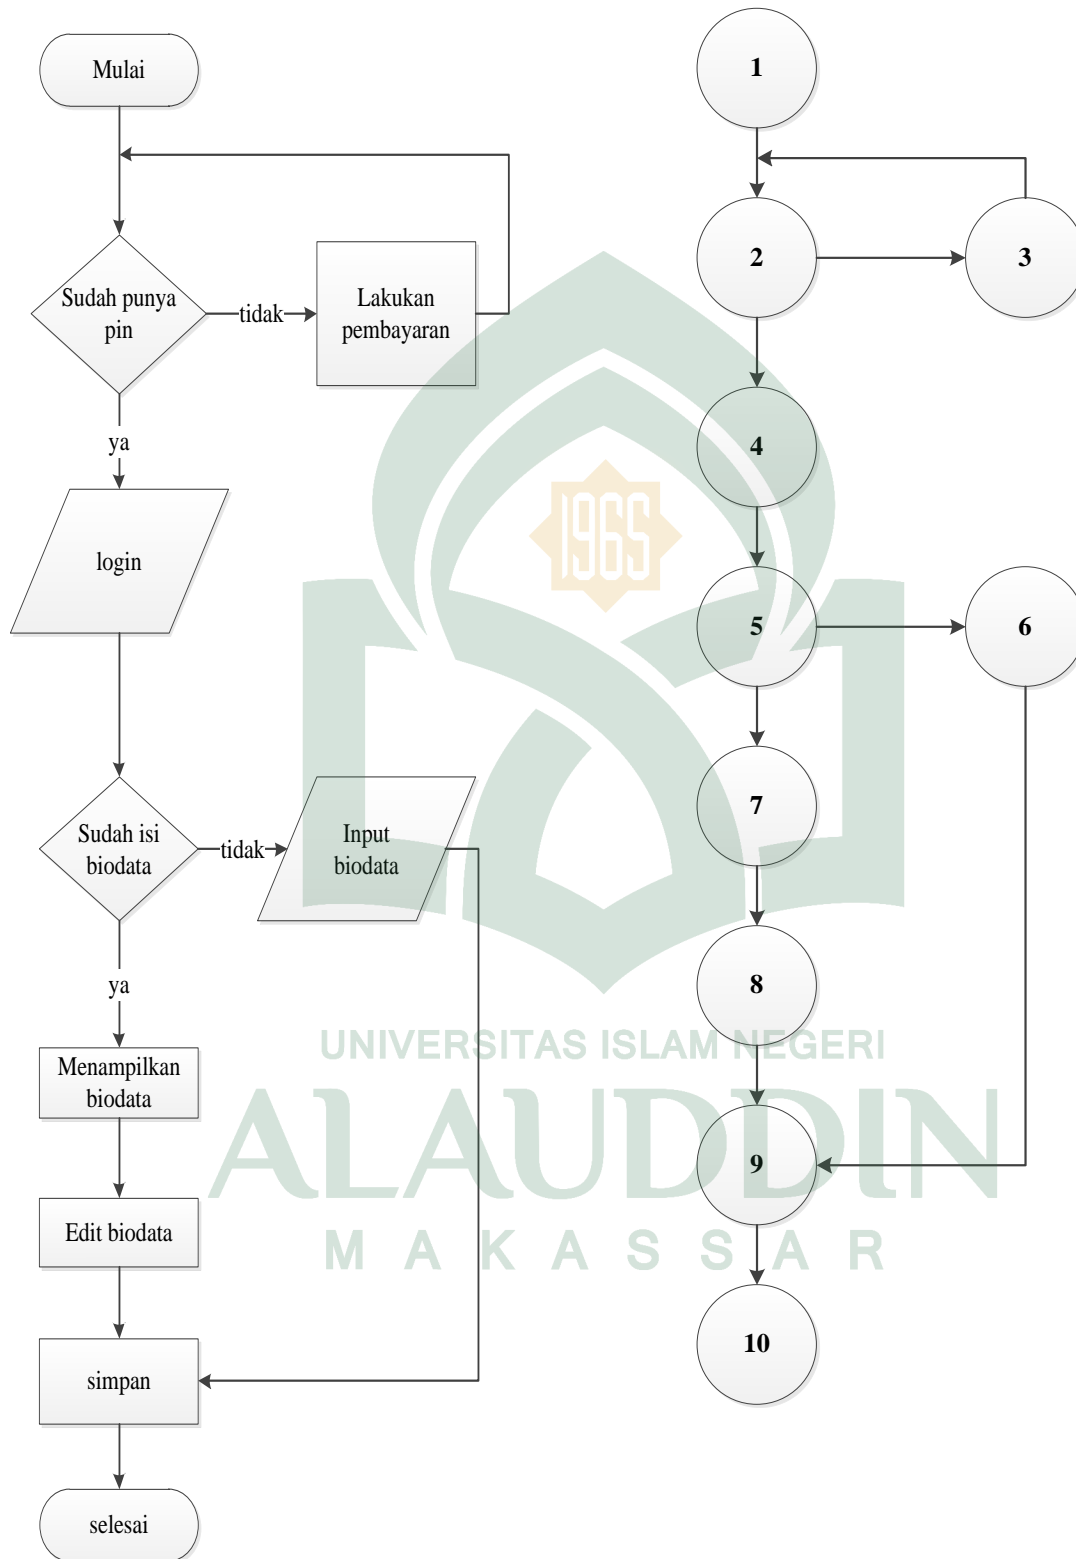 Mulai
Sudah punya
pin
tidak
Lakukan
pembayaran
ya
login
Sudah isi
biodata
tidak
Input
biodata
ya
Menampilkan
biodata
Edit biodata
simpan
selesai
1
2
3
4
5
6
7
8
9
10
1965
UNIVERSITAS ISLAM NEGERI
ALAUDDIN
MAKASSAR